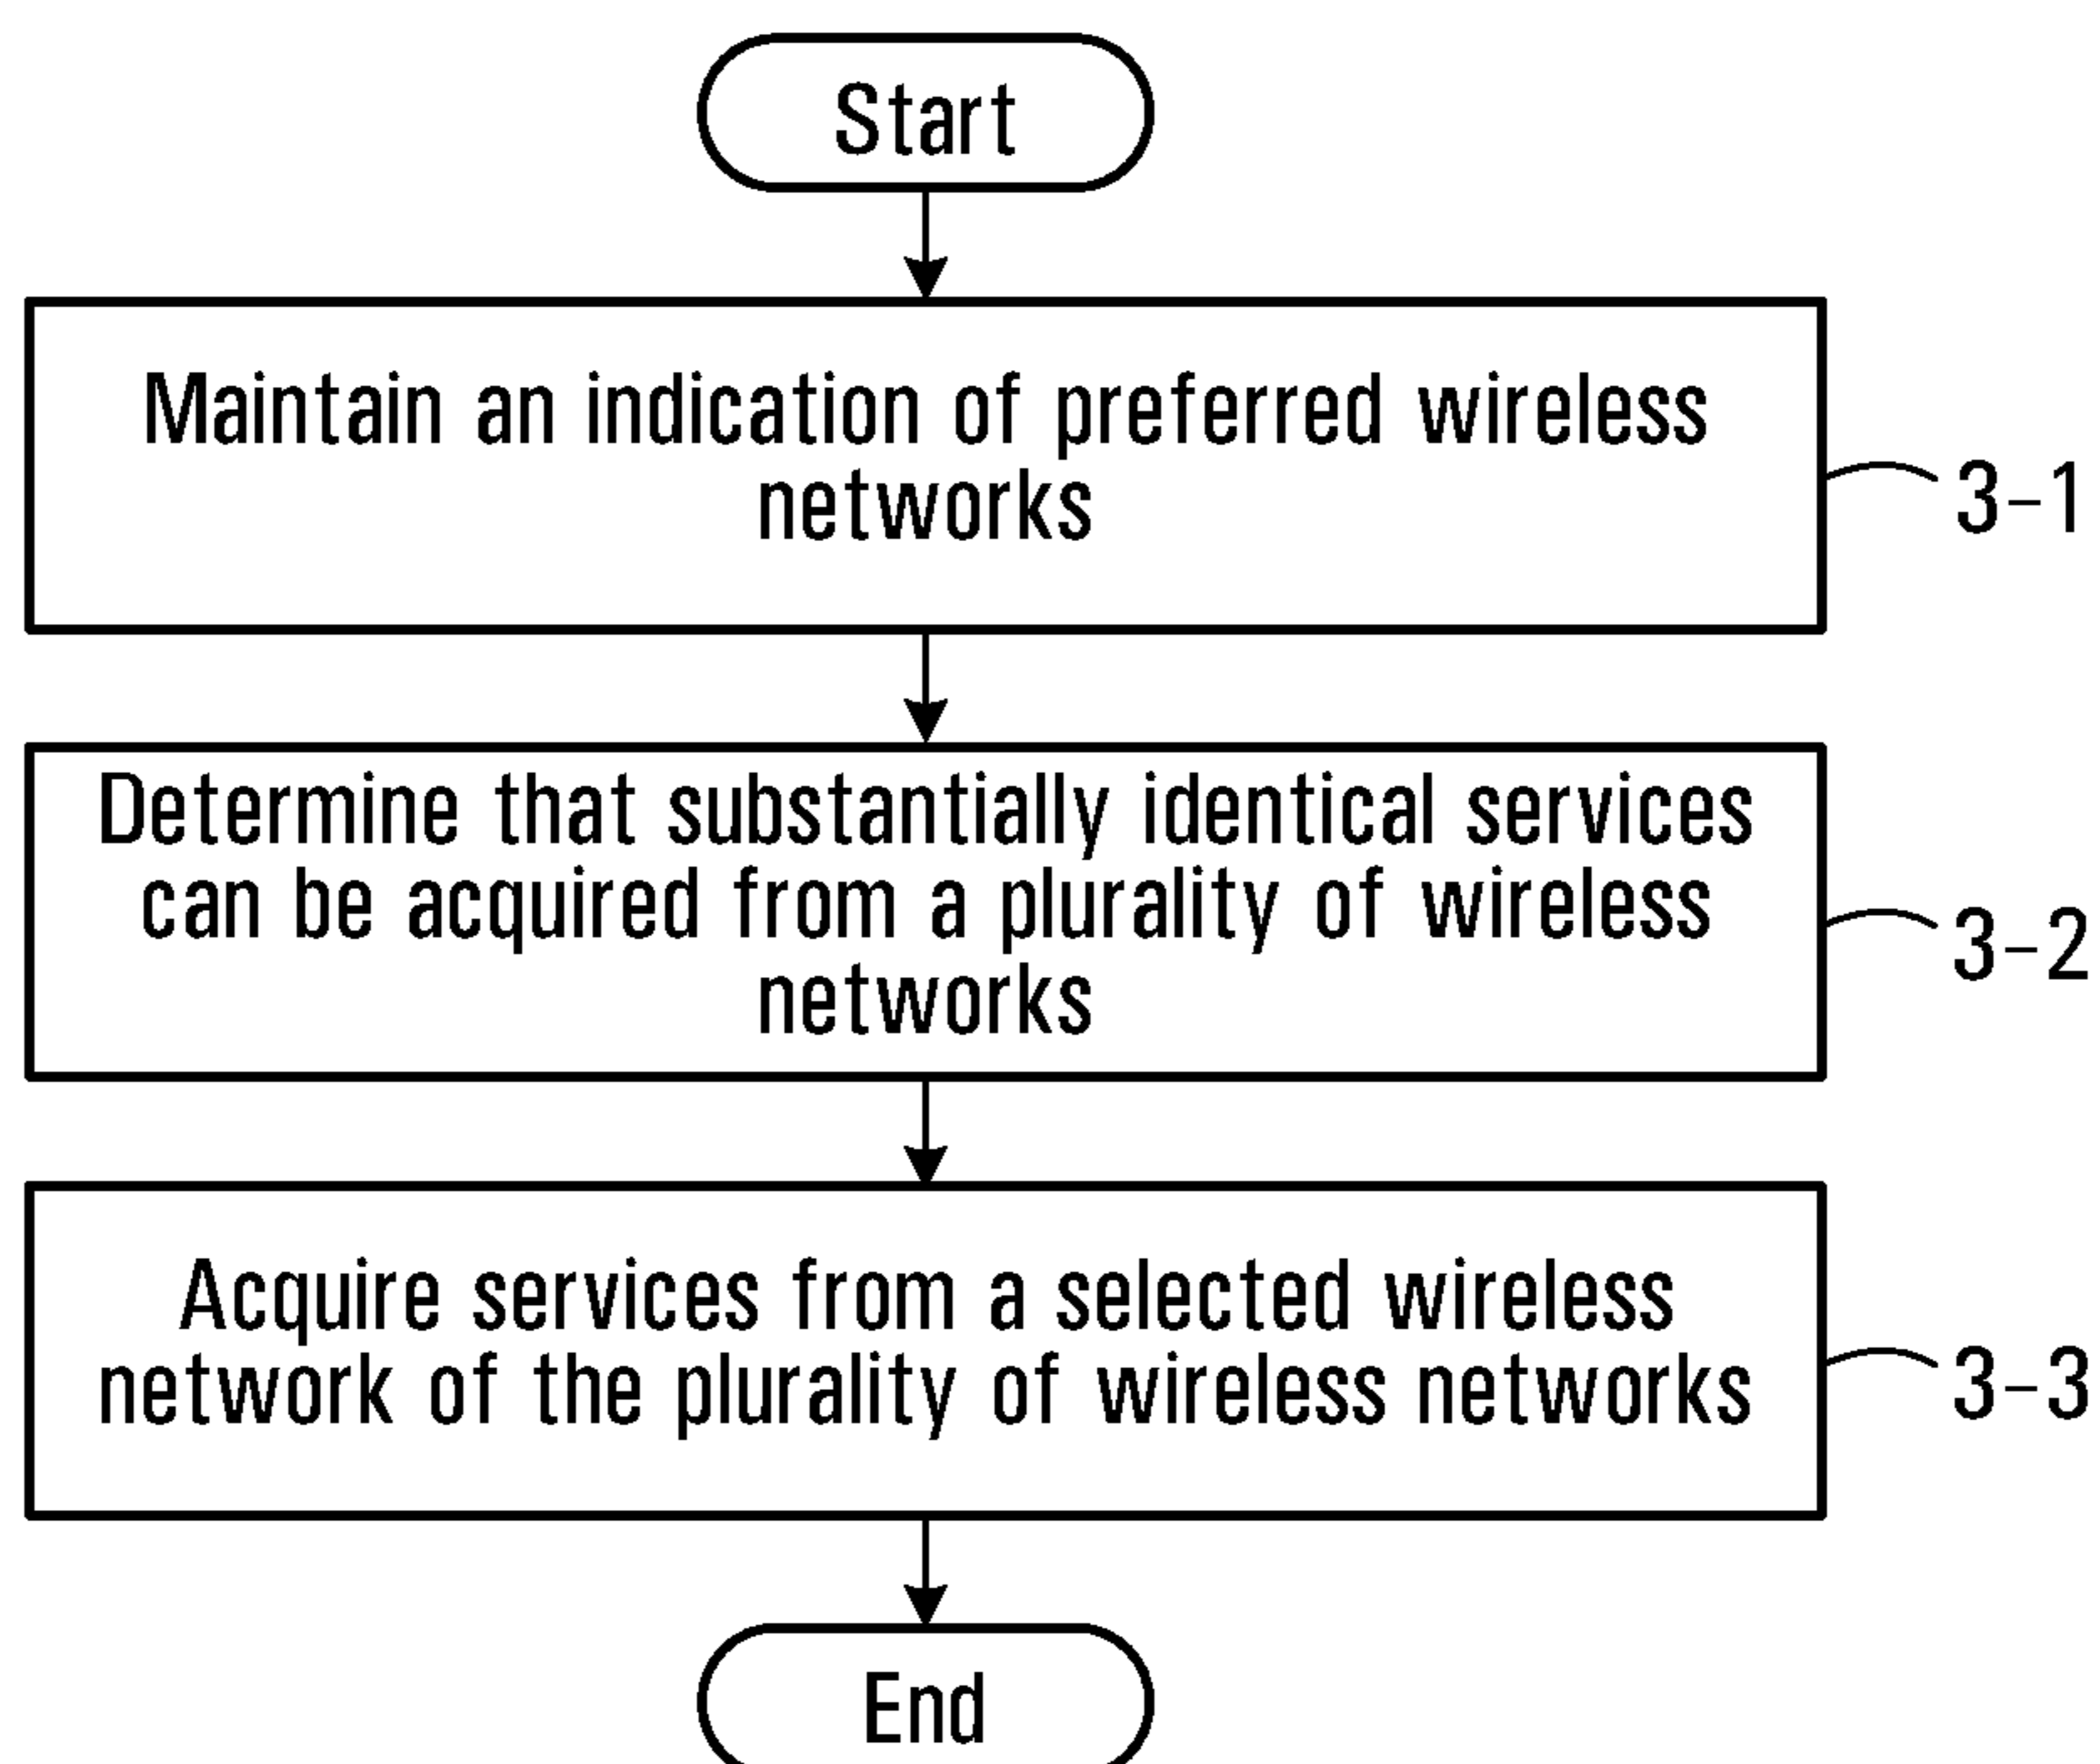 Start
Maintain an indication of preferred wireless
networks
3-1
Determine that substantially identical services
can be acquired from a plurality of wireless
networks
3-2
Acquire services from a selected wireless
network of the plurality of wireless networks
3-3
End